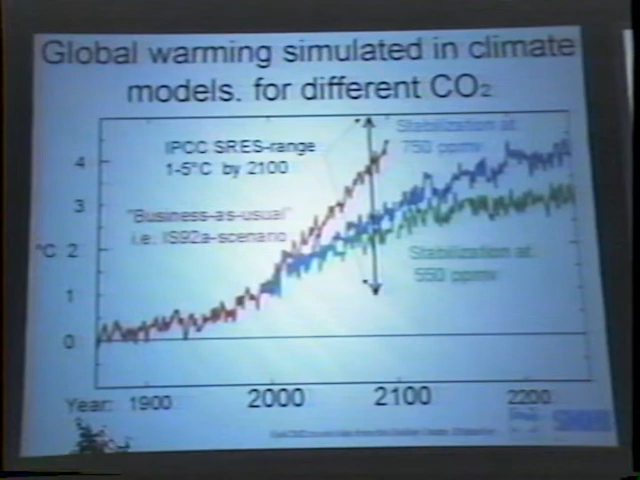 Global warming simulated in climate
models. for different CO₂
IPCC SRES-range
1-5°C by 2100
"Business-as-usual"
i.e.: IS92a-scenario
Stabilization at
750 ppmv
Stabilization at
550 ppmv
4
3
°C 2
1
0
Year: 1900 2000 2100 2200